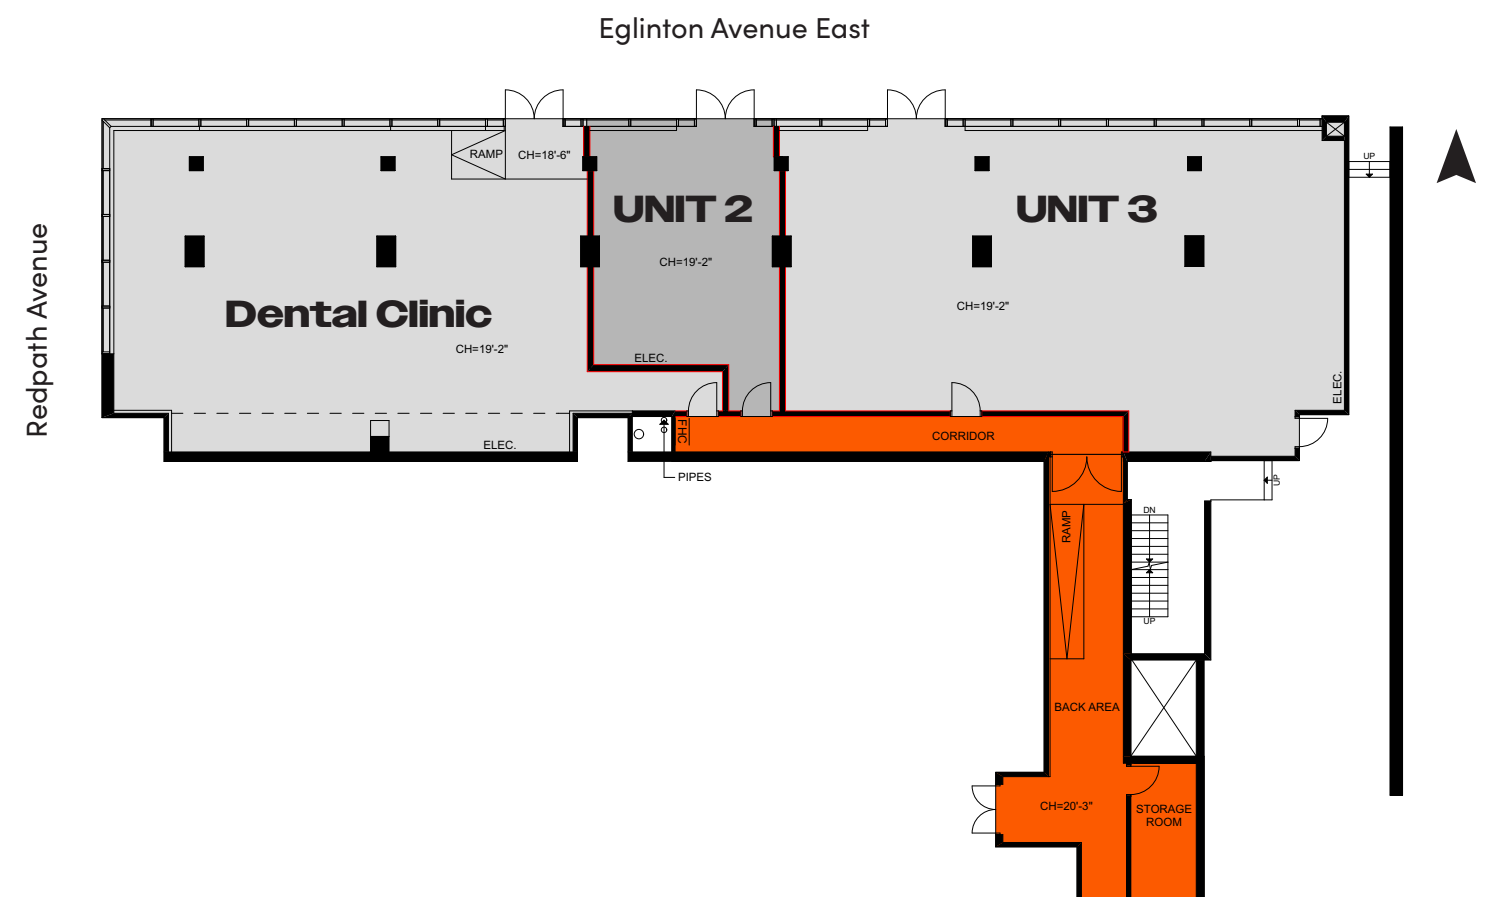 Eglinton Avenue East
Redpath Avenue
RAMP
CH=18'-6"
UP
UNIT 2
UNIT 3
CH=19'-2"
CH=19'-2"
Dental Clinic
CH=19'-2"
ELEC.
ELEC.
ELEC.
FHC
CORRIDOR
PIPES
UP
DN
RAMP
UP
BACK AREA
CH=20'-3"
STORAGE
ROOM